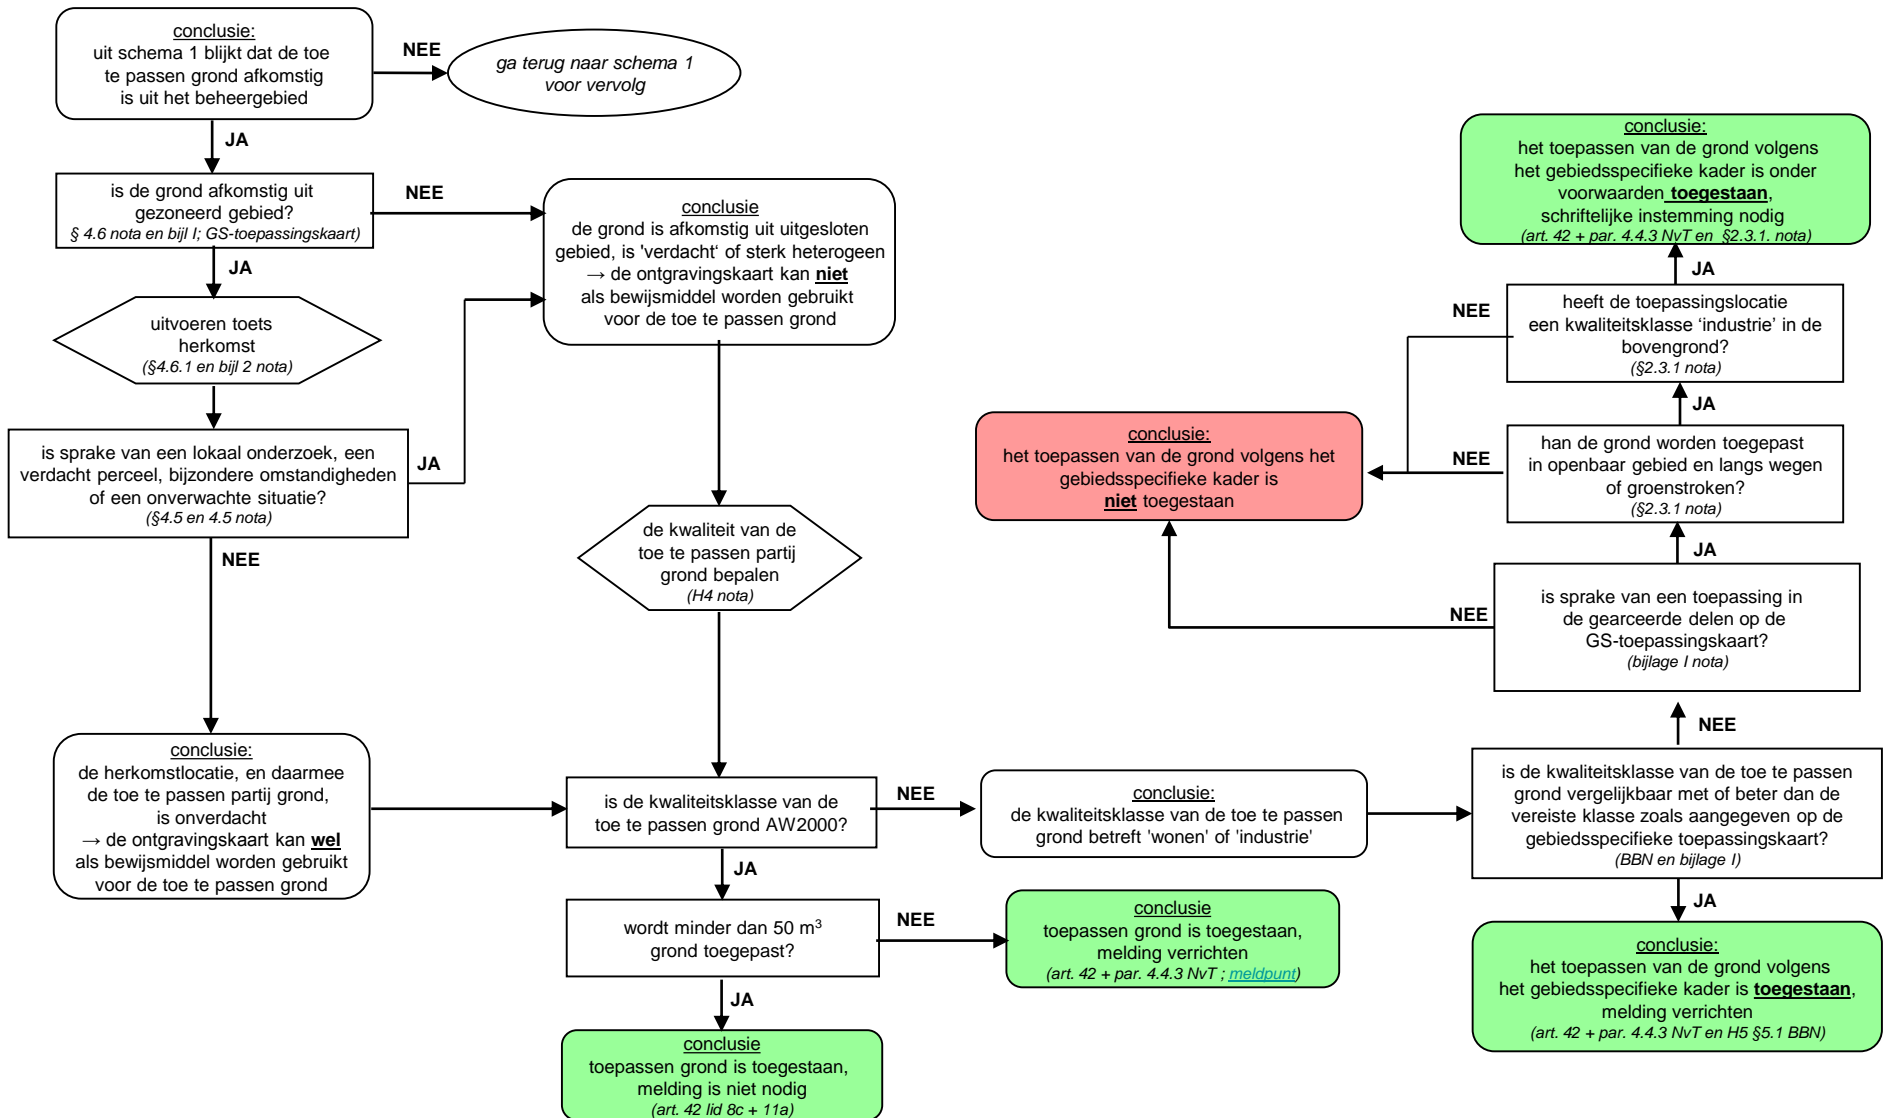 conclusie:
uit schema 1 blijkt dat de toe
te passen grond afkomstig
is uit het beheergebied
NEE
ga terug naar schema 1
voor vervolg
JA
is de grond afkomstig uit
gezoneerd gebied?
§ 4.6 nota en bijl I; GS-toepassingskaart)
NEE
JA
uitvoeren toets
herkomst
(§4.6.1 en bijl 2 nota)
is sprake van een lokaal onderzoek, een
verdacht perceel, bijzondere omstandigheden
of een onverwachte situatie?
(§4.5 en 4.5 nota)
JA
NEE
conclusie:
de herkomstlocatie, en daarmee
de toe te passen partij grond,
is onverdacht
→ de ontgravingskaart kan wel
als bewijsmiddel worden gebruikt
voor de toe te passen grond
conclusie
de grond is afkomstig uit uitgesloten
gebied, is 'verdacht‘ of sterk heterogeen
→ de ontgravingskaart kan niet
als bewijsmiddel worden gebruikt
voor de toe te passen grond
de kwaliteit van de
toe te passen partij
grond bepalen
(H4 nota)
is de kwaliteitsklasse van de
toe te passen grond AW2000?
NEE
JA
wordt minder dan 50 m³
grond toegepast?
NEE
JA
conclusie
toepassen grond is toegestaan,
melding is niet nodig
(art. 42 lid 8c + 11a)
conclusie
toepassen grond is toegestaan,
melding verrichten
(art. 42 + par. 4.4.3 NvT ; meldpunt)
conclusie:
de kwaliteitsklasse van de toe te passen
grond betreft 'wonen' of 'industrie'
is de kwaliteitsklasse van de toe te passen
grond vergelijkbaar met of beter dan de
vereiste klasse zoals aangegeven op de
gebiedsspecifieke toepassingskaart?
(BBN en bijlage I)
JA
conclusie:
het toepassen van de grond volgens
het gebiedsspecifieke kader is toegestaan,
melding verrichten
(art. 42 + par. 4.4.3 NvT en H5 §5.1 BBN)
NEE
is sprake van een toepassing in
de gearceerde delen op de
GS-toepassingskaart?
(bijlage I nota)
NEE
JA
han de grond worden toegepast
in openbaar gebied en langs wegen
of groenstroken?
(§2.3.1 nota)
NEE
JA
heeft de toepassingslocatie
een kwaliteitsklasse ‘industrie’ in de
bovengrond?
(§2.3.1 nota)
NEE
JA
conclusie:
het toepassen van de grond volgens
het gebiedsspecifieke kader is onder
voorwaarden toegestaan,
schriftelijke instemming nodig
(art. 42 + par. 4.4.3 NvT en §2.3.1. nota)
conclusie:
het toepassen van de grond volgens het
gebiedsspecifieke kader is
niet toegestaan